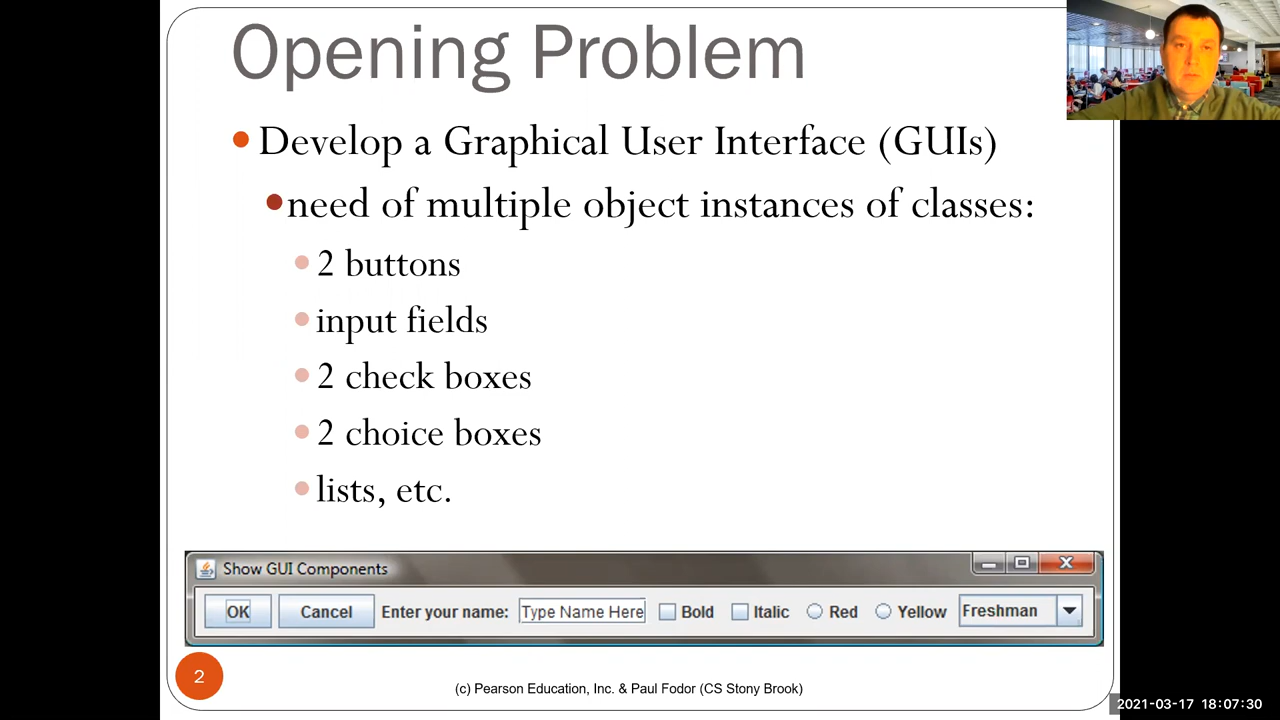 Opening Problem
Develop a Graphical User Interface (GUIs)
need of multiple object instances of classes:
2 buttons
input fields
2 check boxes
2 choice boxes
lists, etc.
Show GUI Components
OK Cancel Enter your name: Type Name Here Bold Italic Red Yellow Freshman
2
(c) Pearson Education, Inc. & Paul Fodor (CS Stony Brook)
2021-03-17 18:07:30